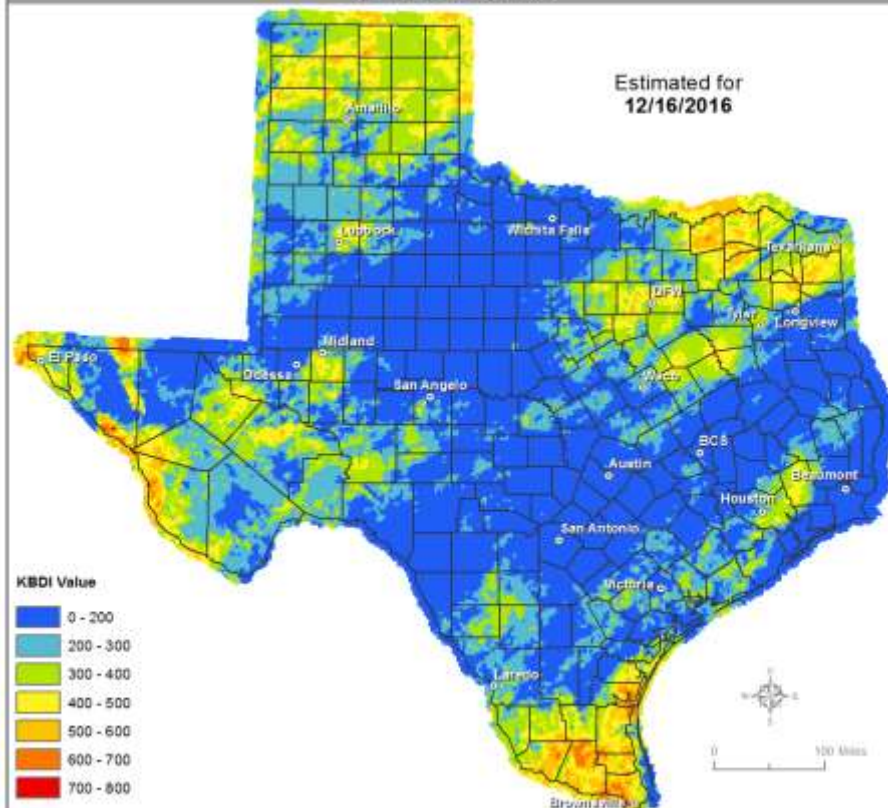 Estimated for
12/16/2016
Amarillo
Lubbock
Wichita Falls
Texarkana
DFW
Tyler
Longview
El Paso
Midland
Odessa
San Angelo
Waco
BCS
Austin
Beaumont
Houston
San Antonio
Victoria
Laredo
Brownsville
KBDI Value
0 - 200
200 - 300
300 - 400
400 - 500
500 - 600
600 - 700
700 - 800
0 100 Miles